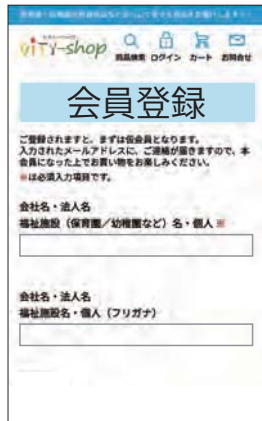 ViTY-shop
商品検索 ログイン カート お問合せ
会員登録
ご登録されますと、まずは仮会員となります。
入力されたメールアドレスに、ご連絡が届きますので、本
会員になった上でお買い物をお楽しみください。
※は必須入力項目です。
会社名・法人名
福祉施設（保育園／幼稚園など）名・個人 ※
会社名・法人名
福祉施設名・個人（フリガナ）